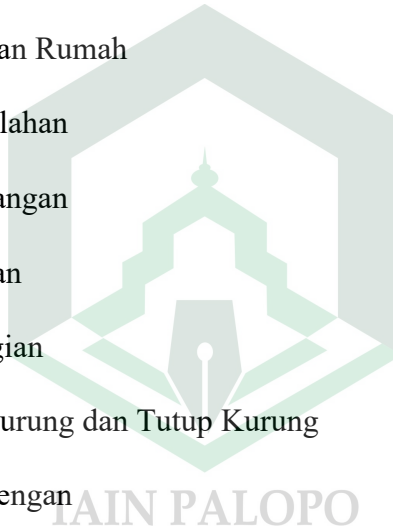 an Rumah
lahan
angan
an
gian
urung dan Tutup Kurung
engan
IAIN PALOPO